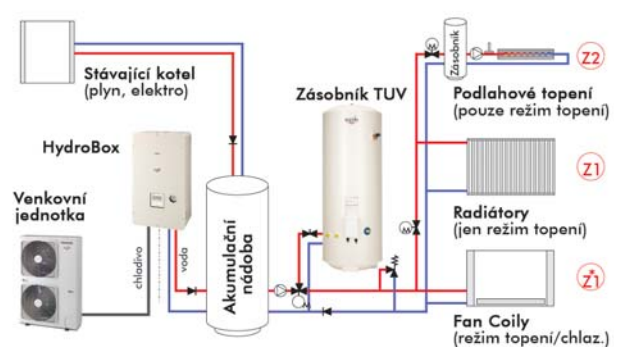 Stávající kotel
(plyn, elektro)
HydroBox
Venkovní
jednotka
chladivo
voda
Akumulační
nádoba
Zásobník TUV
Zásobník
Z2
Podlahové topení
(pouze režim topení)
Z1
Radiátory
(jen režim topení)
Z*1
Fan Coily
(režim topení/chlaz.)